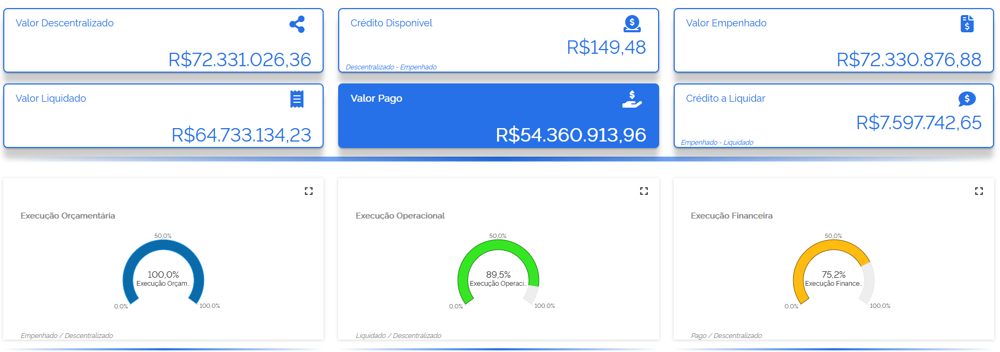 Valor Descentralizado
R$72.331.026,36
Crédito Disponível
R$149,48
Descentralizado - Empenhado
Valor Empenhado
R$72.330.876,88
Valor Liquidado
R$64.733.134,23
Valor Pago
R$54.360.913,96
Crédito a Liquidar
R$7.597.742,65
Empenhado - Liquidado
Execução Orçamentária
50,0%
100,0%
Execução Orçam...
0,0%
100,0%
Empenhado / Descentralizado
Execução Operacional
50,0%
89,5%
Execução Operaci...
0,0%
100,0%
Liquidado / Descentralizado
Execução Financeira
50,0%
75,2%
Execução Finance...
0,0%
100,0%
Pago / Descentralizado